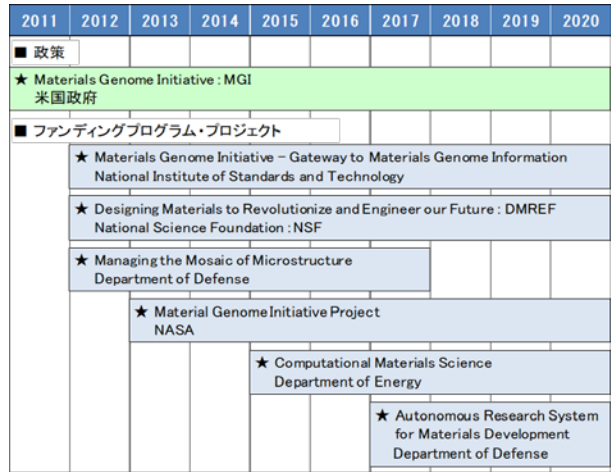 2011 2012 2013 2014 2015 2016 2017 2018 2019 2020
■ 政策
★ Materials Genome Initiative : MGI
米国政府
■ ファンディングプログラム・プロジェクト
★ Materials Genome Initiative − Gateway to Materials Genome Information
National Institute of Standards and Technology
★ Designing Materials to Revolutionize and Engineer our Future : DMREF
National Science Foundation : NSF
★ Managing the Mosaic of Microstructure
Department of Defense
★ Material Genome Initiative Project
NASA
★ Computational Materials Science
Department of Energy
★ Autonomous Research System
for Materials Development
Department of Defense